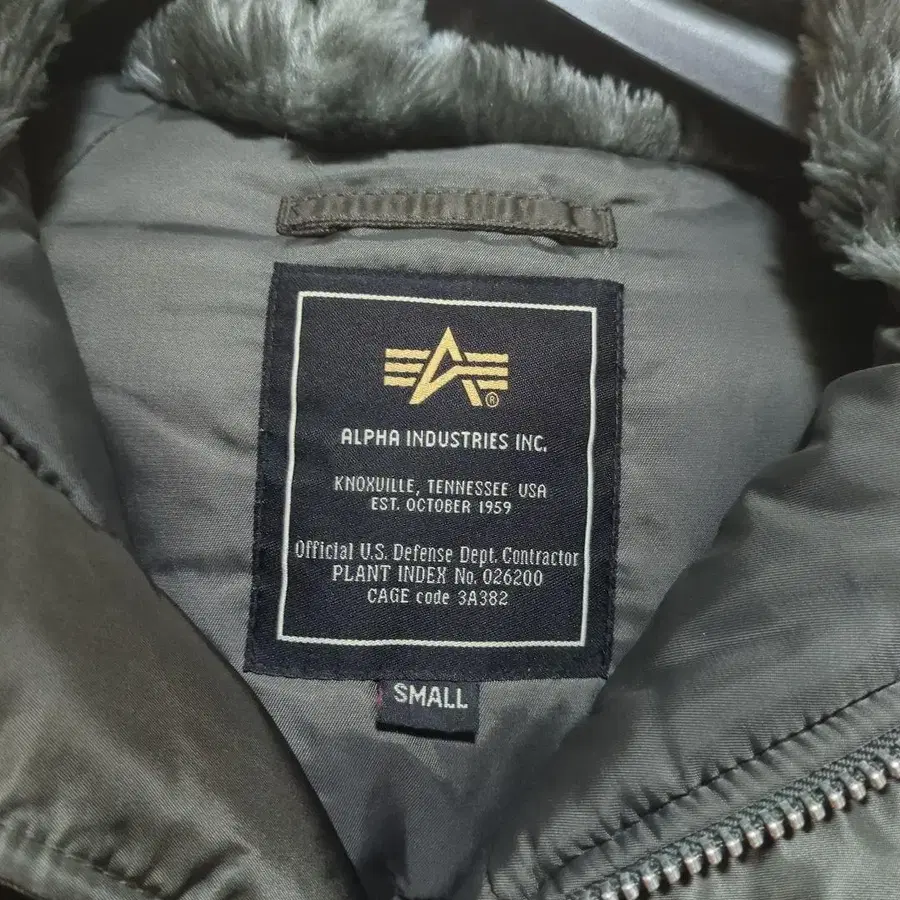 ®
ALPHA INDUSTRIES INC.
KNOXVILLE, TENNESSEE USA
EST. OCTOBER 1959
Official U.S. Defense Dept. Contractor
PLANT INDEX No. 026200
CAGE code 3A382
SMALL